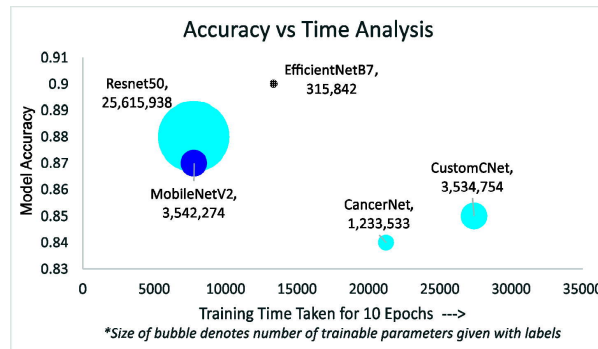 Accuracy vs Time Analysis
Model Accuracy
0.91
0.9
0.89
0.88
0.87
0.86
0.85
0.84
0.83
Resnet50,
25,615,938
EfficientNetB7,
315,842
MobileNetV2,
3,542,274
CustomCNet,
3,534,754
CancerNet,
1,233,533
0 5000 10000 15000 20000 25000 30000 35000
Training Time Taken for 10 Epochs --->
*Size of bubble denotes number of trainable parameters given with labels